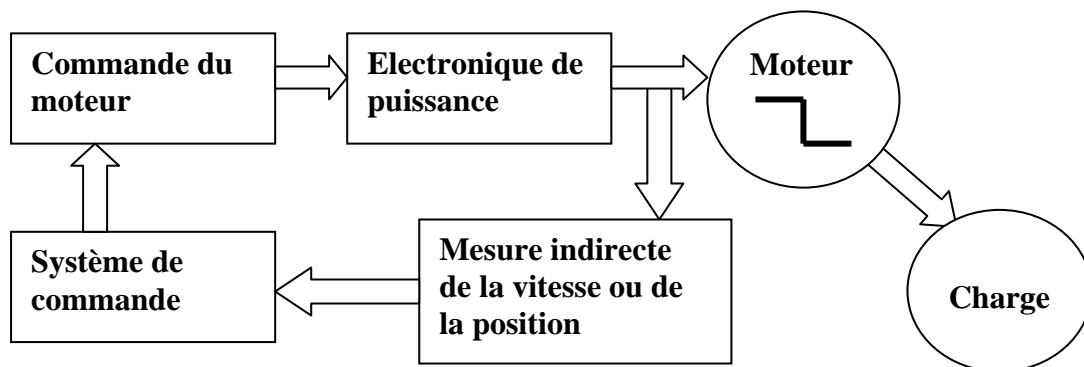 Commande du
moteur
Electronique de
puissance
Moteur
Système de
commande
Mesure indirecte
de la vitesse ou de
la position
Charge